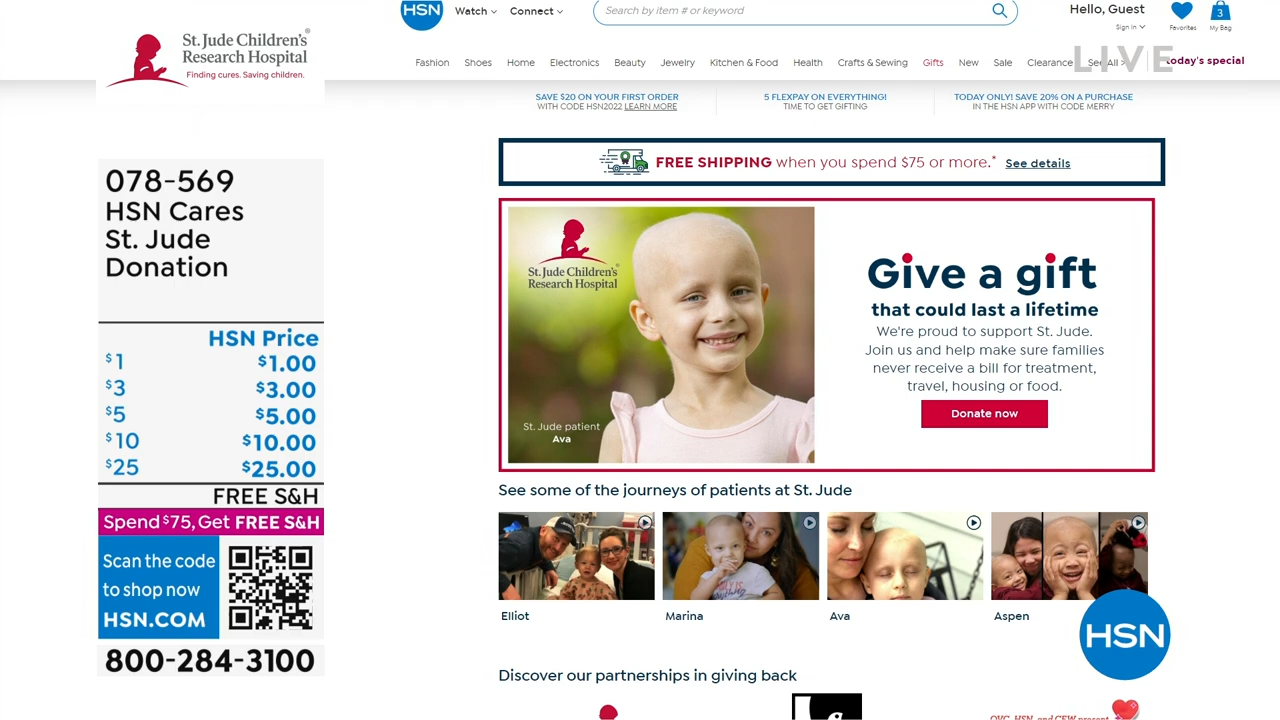 St. Jude Children's
Research Hospital
Finding cures. Saving children.
078-569
HSN Cares
St. Jude
Donation
HSN Price
$1 $1.00
$3 $3.00
$5 $5.00
$10 $10.00
$25 $25.00
FREE S&H
Spend $75, Get FREE S&H
Scan the code
to shop now
HSN.COM
800-284-3100
HSN
Watch
Connect
Search by item # or keyword
Hello, Guest
Sign In
Favorites
3
My Bag
Fashion Shoes Home Electronics Beauty Jewelry Kitchen & Food Health Crafts & Sewing Gifts New Sale Clearance See All >
LIVE
today's special
SAVE $20 ON YOUR FIRST ORDER
WITH CODE HSN2022 LEARN MORE
5 FLEXPAY ON EVERYTHING!
TIME TO GET GIFTING
TODAY ONLY! SAVE 20% ON A PURCHASE
IN THE HSN APP WITH CODE MERRY
FREE SHIPPING when you spend $75 or more.* See details
St. Jude Children's
Research Hospital
St. Jude patient
Ava
Give a gift
that could last a lifetime
We're proud to support St. Jude.
Join us and help make sure families
never receive a bill for treatment,
travel, housing or food.
Donate now
See some of the journeys of patients at St. Jude
Elliot
Marina
Ava
Aspen
HSN
Discover our partnerships in giving back
QVC, HSN, and CFW present